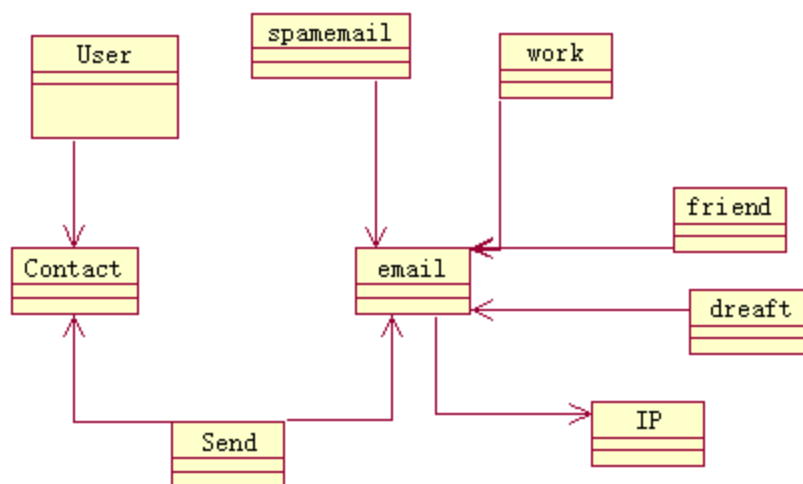 spamemail
User
work
friend
Contact
email
dreaft
IP
Send